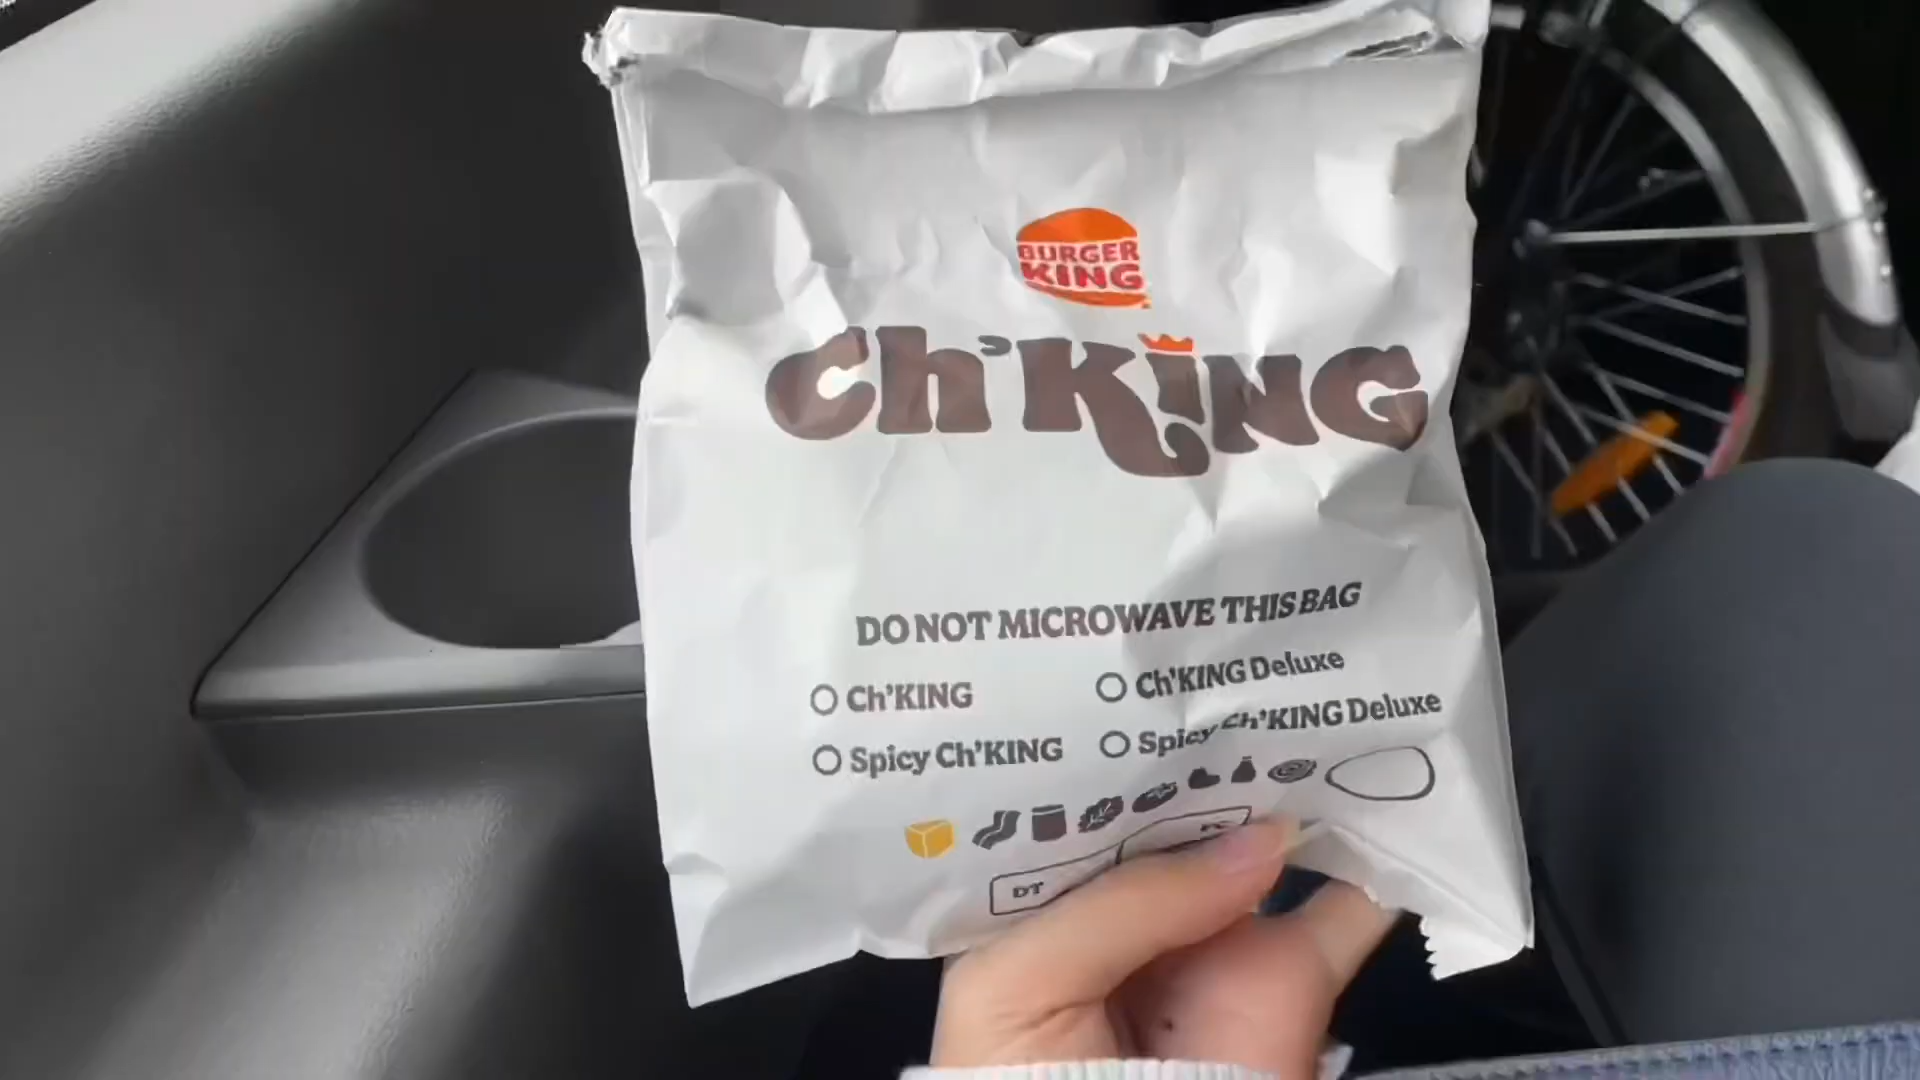 BURGER
KING
Ch'KING
DO NOT MICROWAVE THIS BAG
Ch'KING
Ch'KING Deluxe
Spicy Ch'KING
Spicy Ch'KING Deluxe
DT